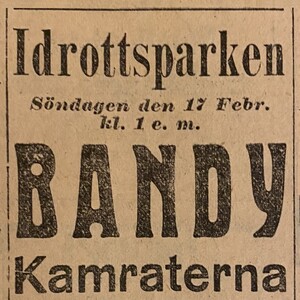 Idrottsparken
Söndagen den 17 Febr.
kl. 1 e. m.
BANDY
Kamraterna